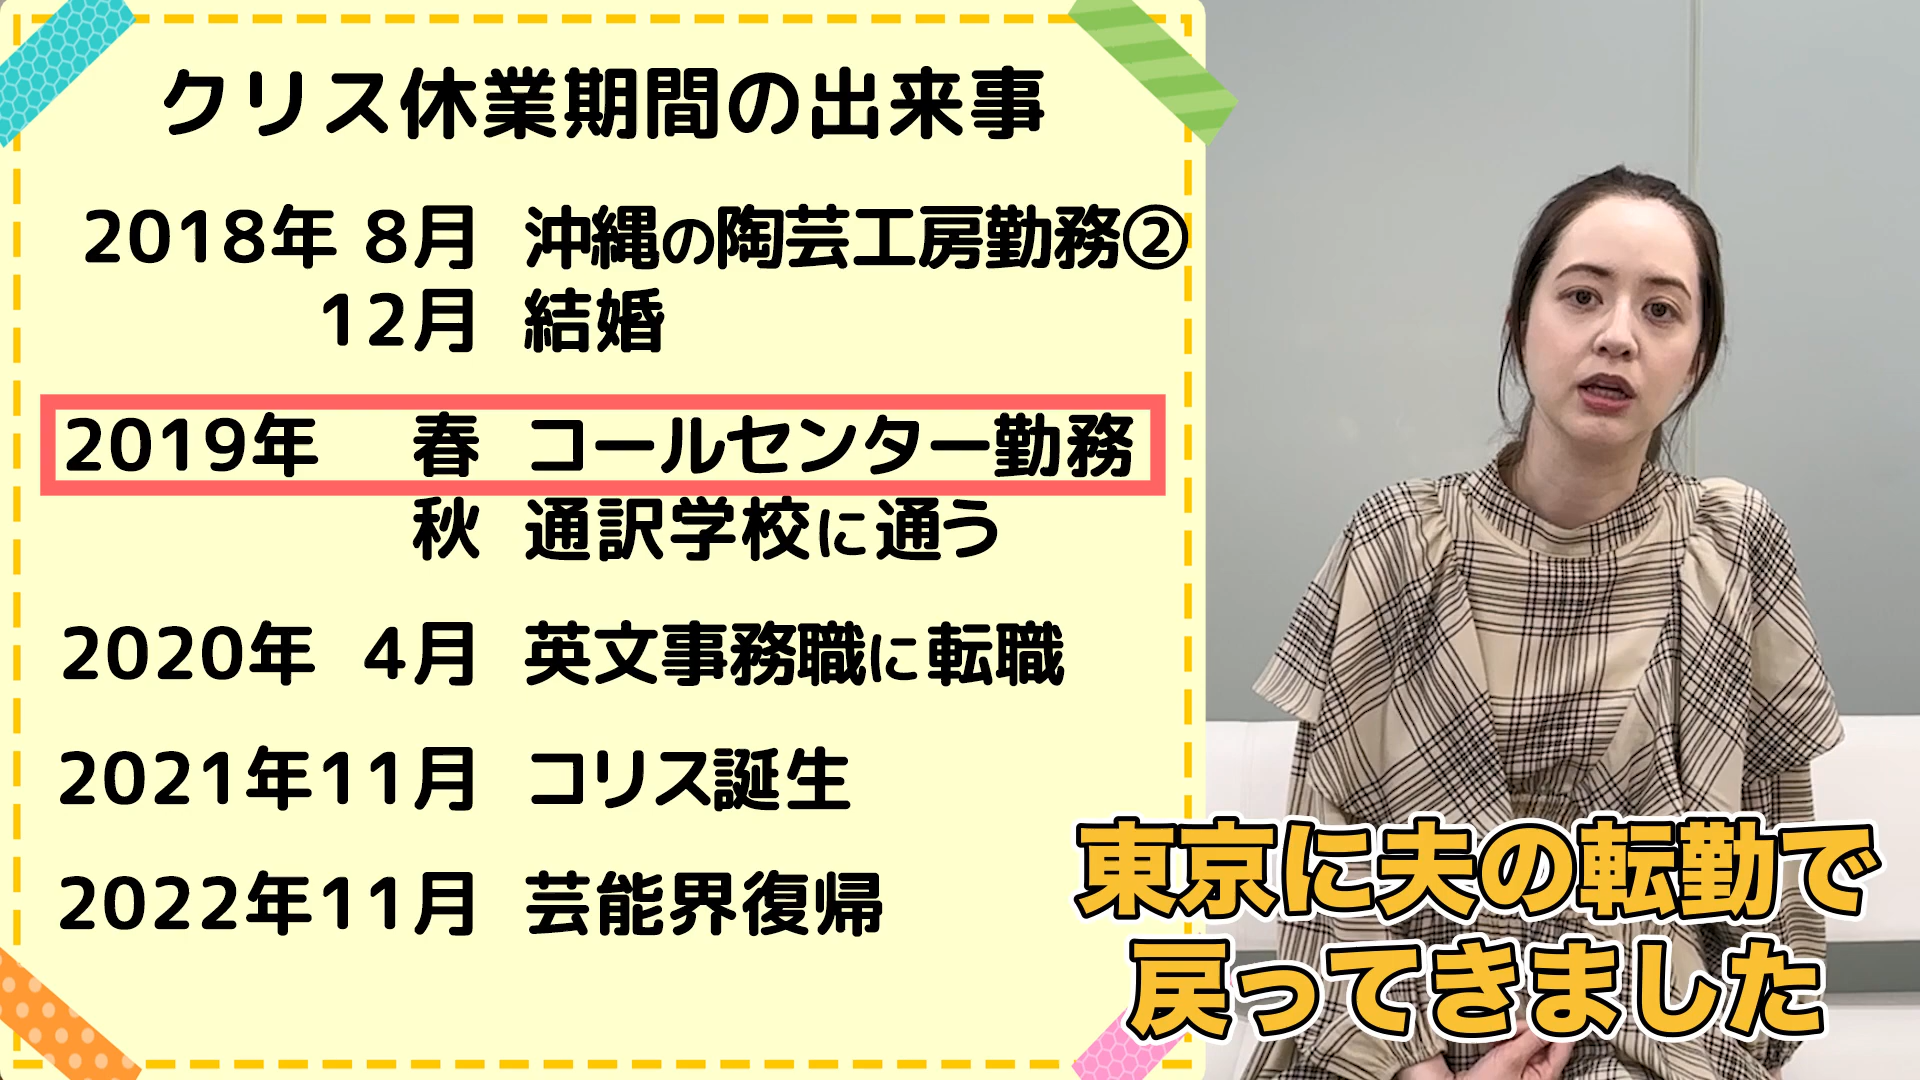 クリス休業期間の出来事
2018年 8月 沖縄の陶芸工房勤務②
12月 結婚
2019年 春 コールセンター勤務
秋 通訳学校に通う
2020年 4月 英文事務職に転職
2021年11月 コリス誕生
2022年11月 芸能界復帰
東京に夫の転勤で
戻ってきました